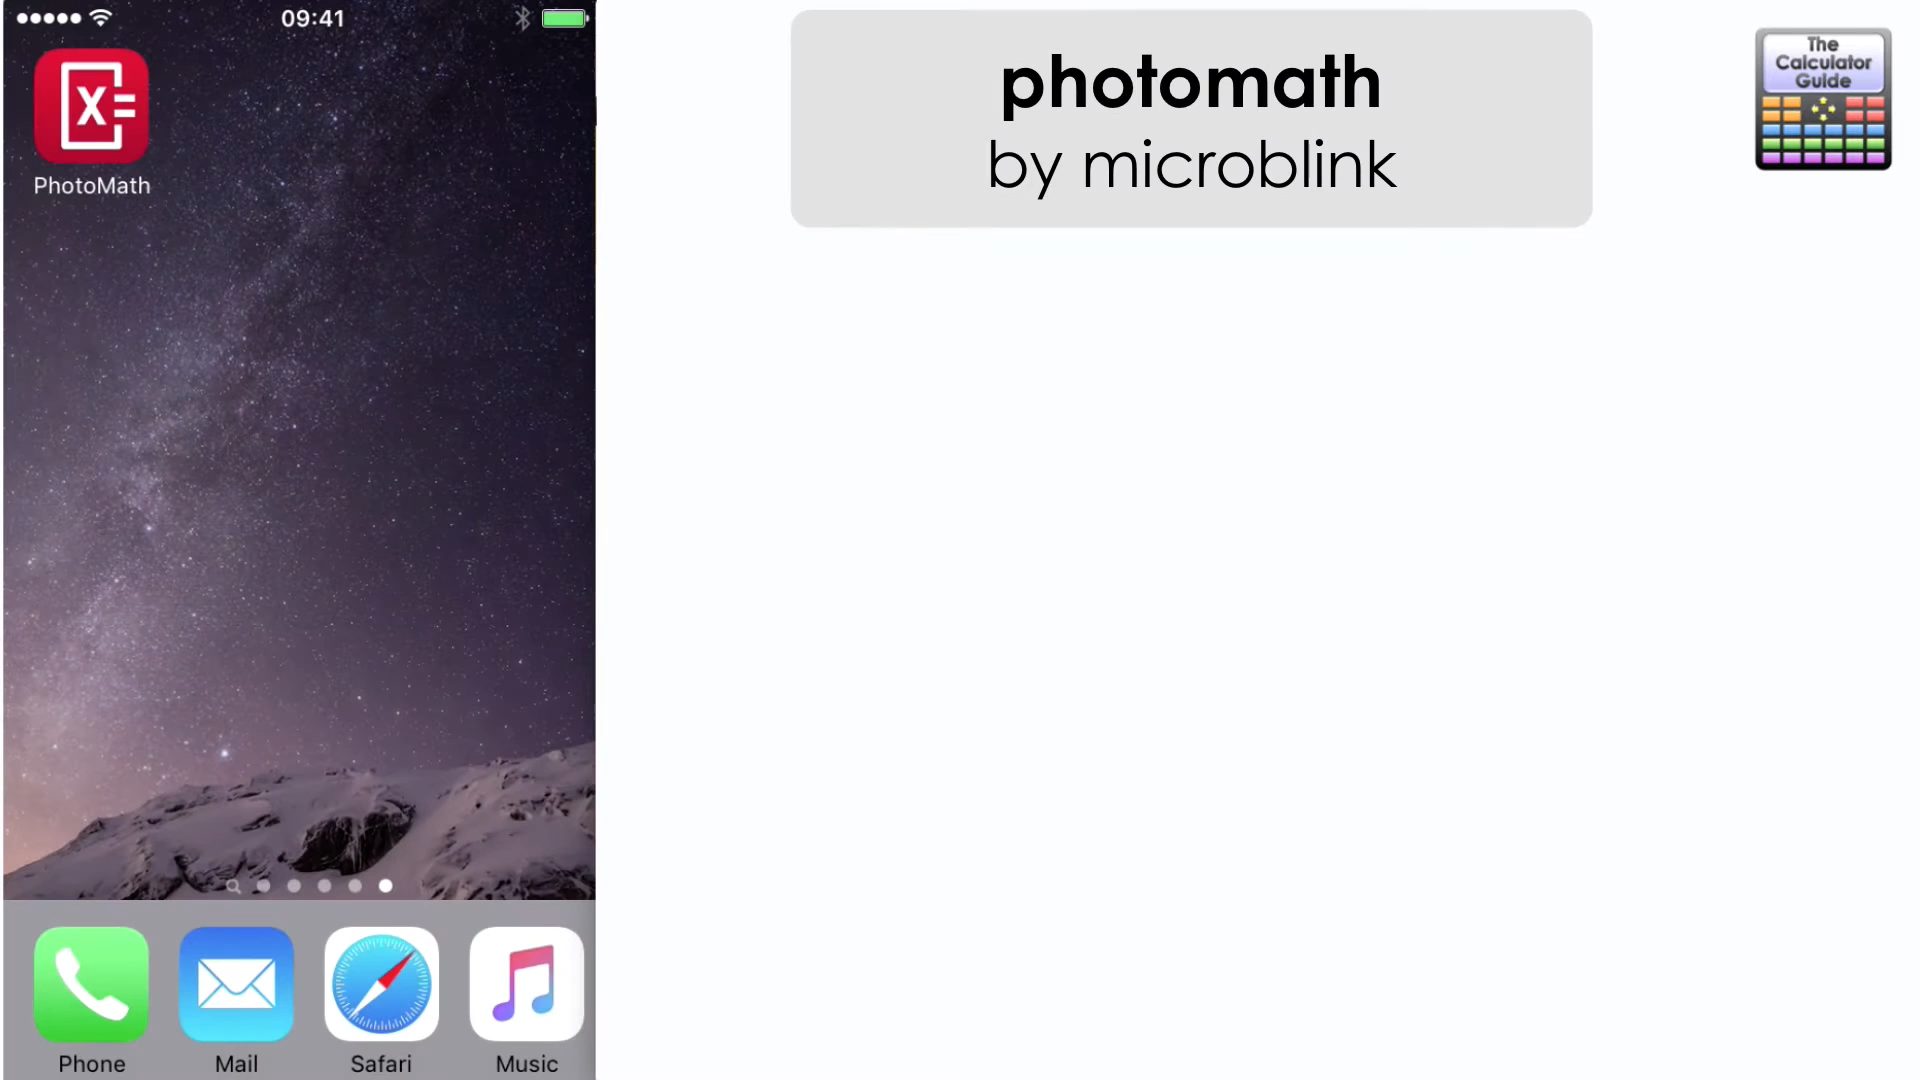 09:41
PhotoMath
Phone
Mail
Safari
Music
photomath
by microblink
The
Calculator
Guide